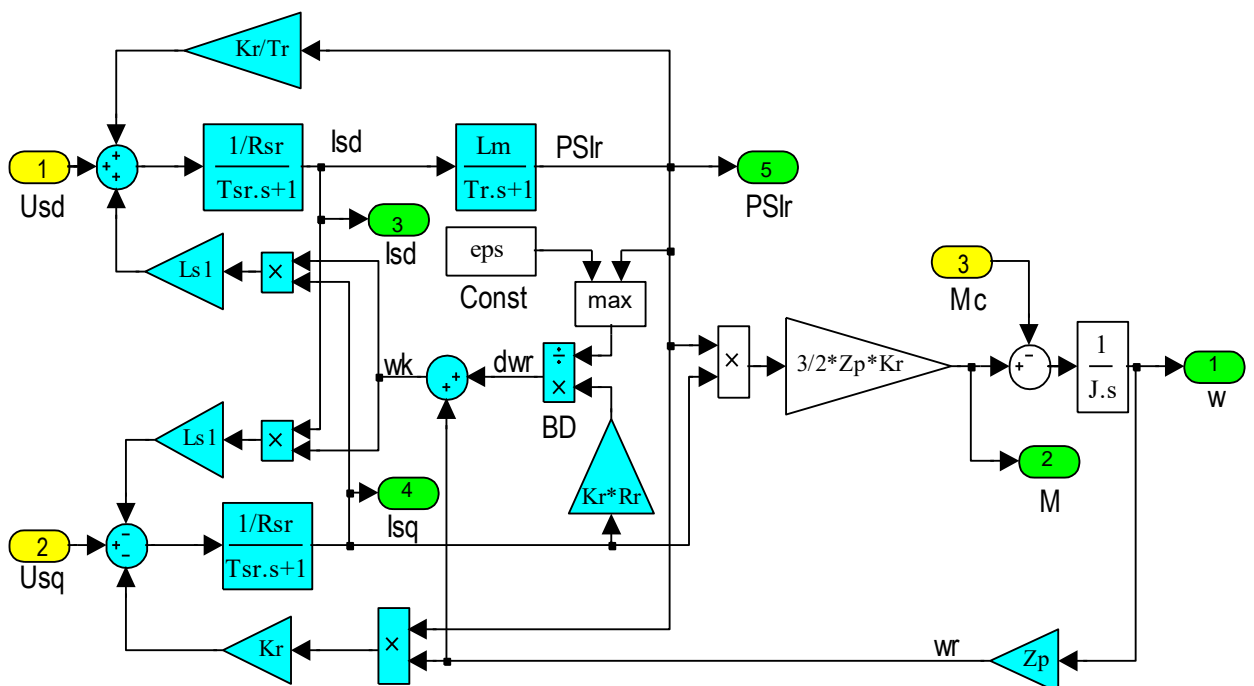 Kr/Tr
1
Usd
+
+
+
1/Rsr
Tsr.s+1
Isd
Lm
Tr.s+1
PSIr
5
PSIr
3
Isd
Ls1
×
eps
Const
max
3
Mc
wk
+
+
dwr
÷
×
BD
×
3/2*Zp*Kr
+
−
1
J.s
1
w
Ls1
×
4
Isq
Kr*Rr
2
M
2
Usq
+
−
−
1/Rsr
Tsr.s+1
Kr
×
wr
Zp